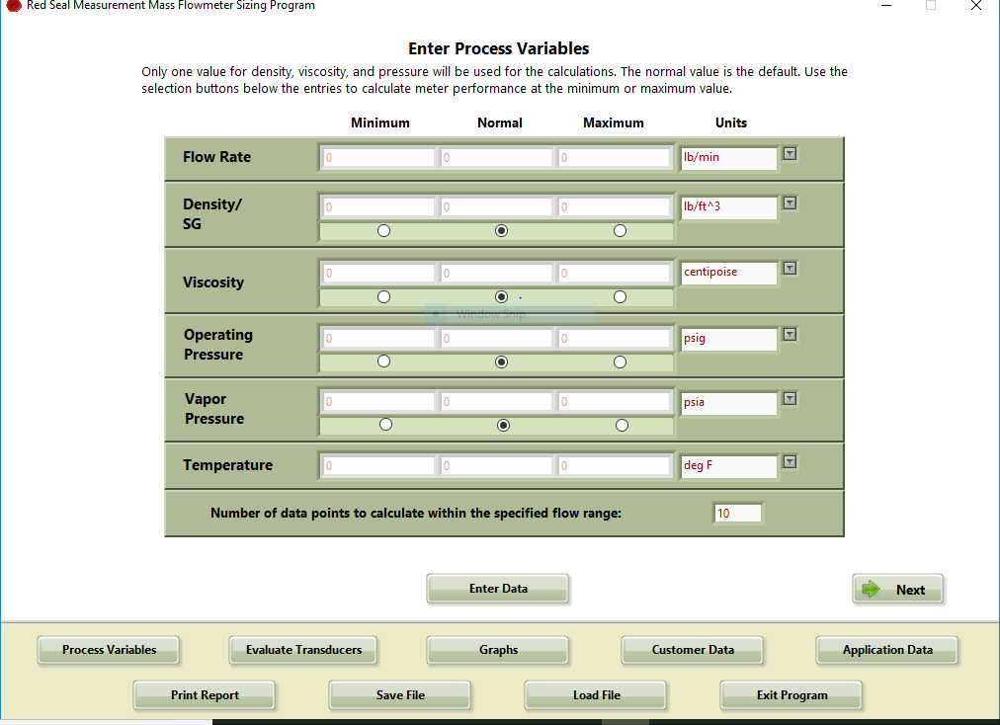 Red Seal Measurement Mass Flowmeter Sizing Program
Enter Process Variables
Only one value for density, viscosity, and pressure will be used for the calculations. The normal value is the default. Use the
selection buttons below the entries to calculate meter performance at the minimum or maximum value.
Minimum Normal Maximum Units
Flow Rate 0 0 0 lb/min
Density/
SG 0 0 0 lb/ft^3
Viscosity 0 0 0 centipoise
Window Snip
Operating
Pressure 0 0 0 psig
Vapor
Pressure 0 0 0 psia
Temperature 0 0 0 deg F
Number of data points to calculate within the specified flow range: 10
Enter Data Next
Process Variables Evaluate Transducers Graphs Customer Data Application Data
Print Report Save File Load File Exit Program